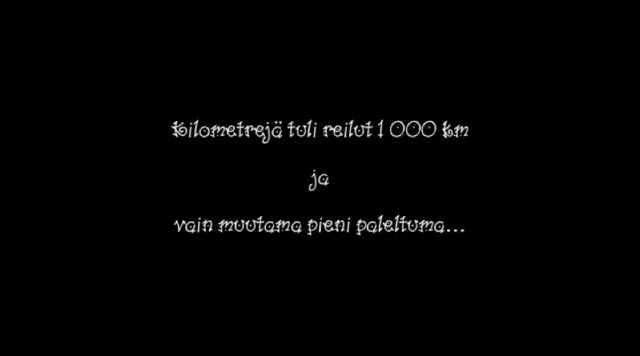 Kilometrejä tuli reilut 1 000 km
ja
vain muutama pieni paleltuma...